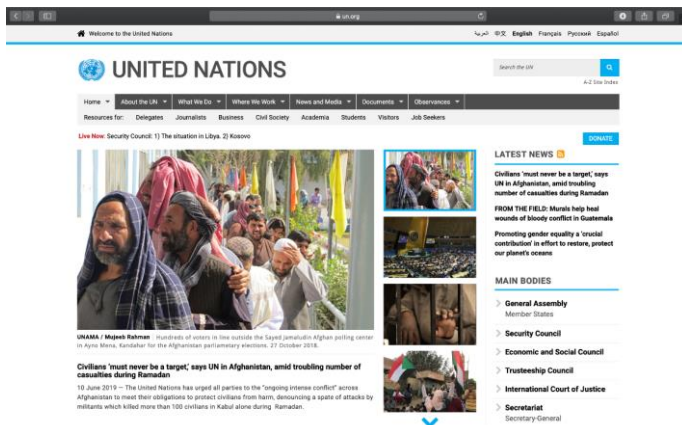 un.org
Welcome to the United Nations
العربية 中文 English Français Русский Español
UNITED NATIONS
Search the UN
A-Z Site Index
Home About the UN What We Do Where We Work News and Media Documents Observances
Resources for: Delegates Journalists Business Civil Society Academia Students Visitors Job Seekers
Live Now: Security Council: 1) The situation in Libya. 2) Kosovo
DONATE
UNAMA / Mujeeb Rahman : Hundreds of voters in line outside the Sayed Jamaludin Afghan polling center
in Ayno Mena, Kandahar for the Afghanistan parliametary elections. 27 October 2018.
Civilians 'must never be a target,' says UN in Afghanistan, amid troubling number of
casualties during Ramadan
10 June 2019 — The United Nations has urged all parties to the "ongoing intense conflict" across
Afghanistan to meet their obligations to protect civilians from harm, denouncing a spate of attacks by
militants which killed more than 100 civilians in Kabul alone during Ramadan.
LATEST NEWS
Civilians 'must never be a target,' says
UN in Afghanistan, amid troubling
number of casualties during Ramadan
FROM THE FIELD: Murals help heal
wounds of bloody conflict in Guatemala
Promoting gender equality a 'crucial
contribution' in effort to restore, protect
our planet's oceans
MAIN BODIES
General Assembly
Member States
Security Council
Economic and Social Council
Trusteeship Council
International Court of Justice
Secretariat
Secretary-General